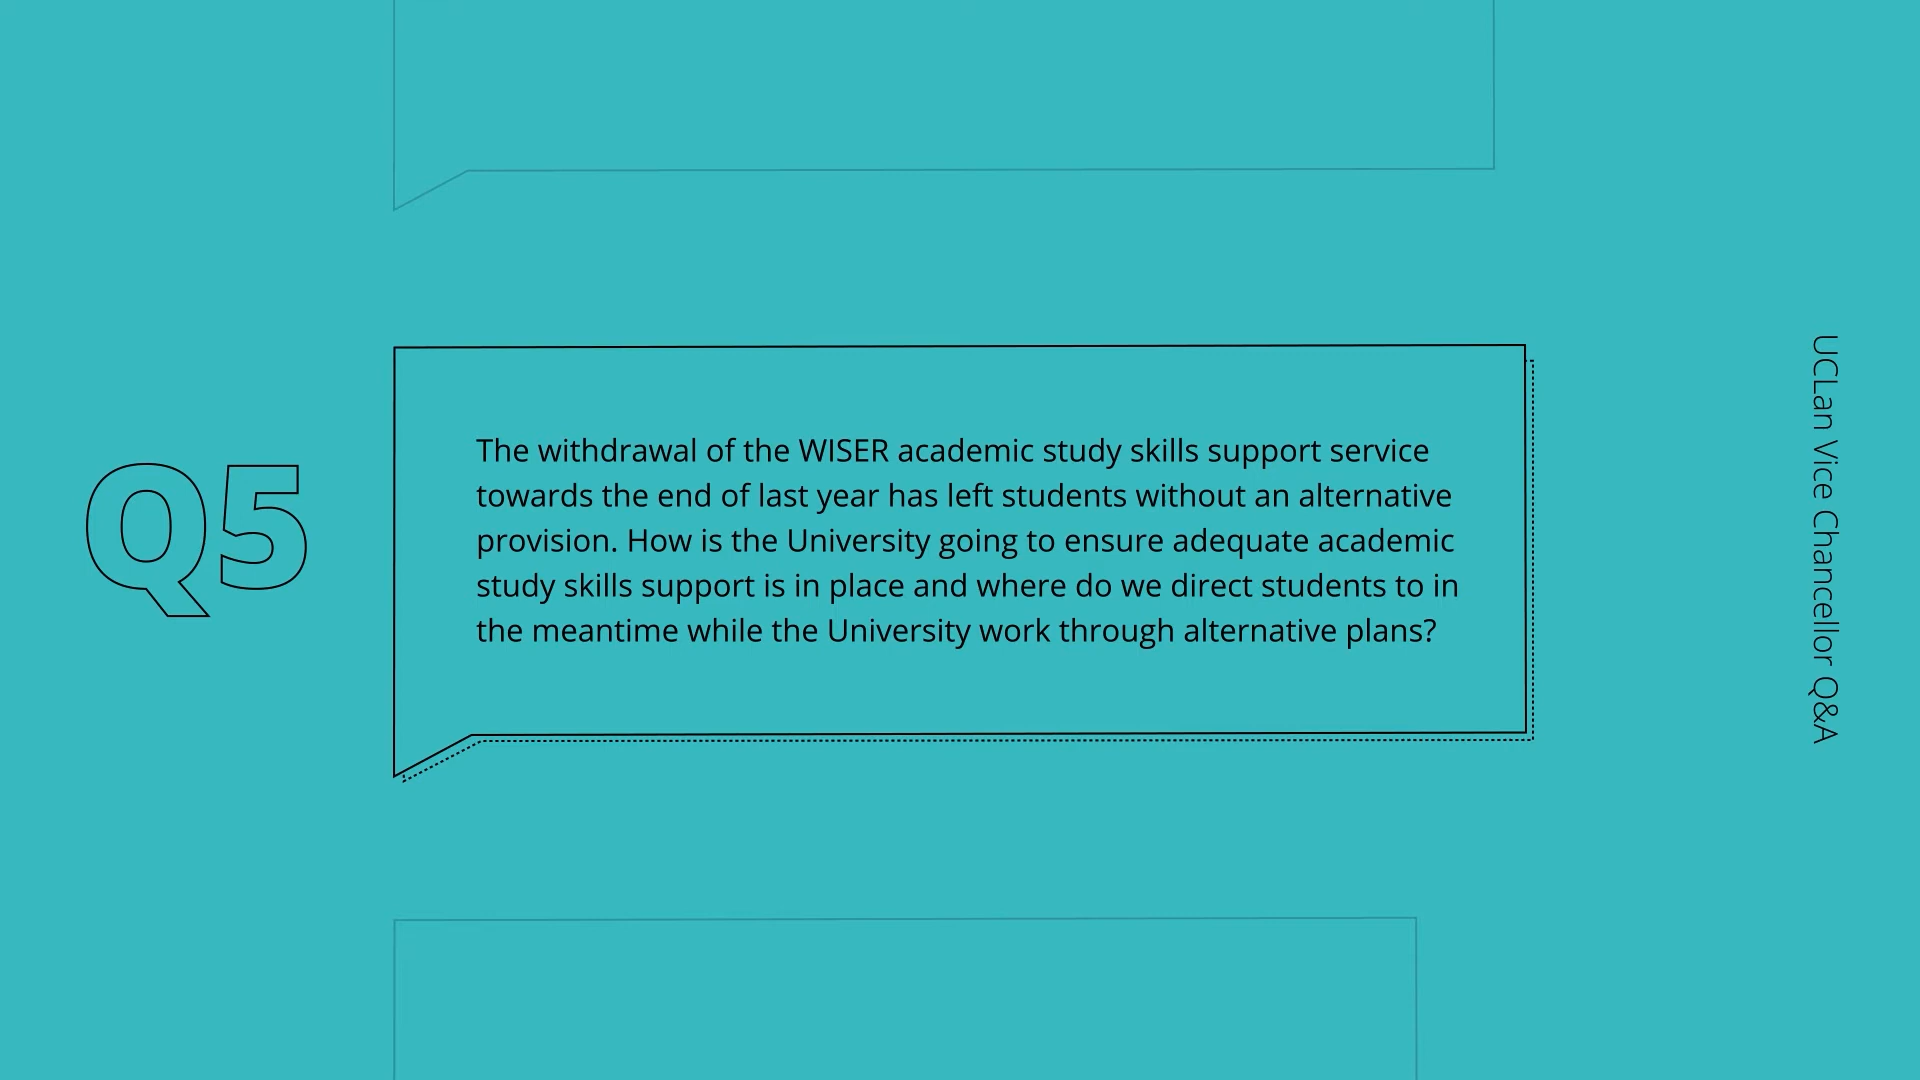 Q5
The withdrawal of the WISER academic study skills support service
towards the end of last year has left students without an alternative
provision. How is the University going to ensure adequate academic
study skills support is in place and where do we direct students to in
the meantime while the University work through alternative plans?
UCLan Vice Chancellor Q&A